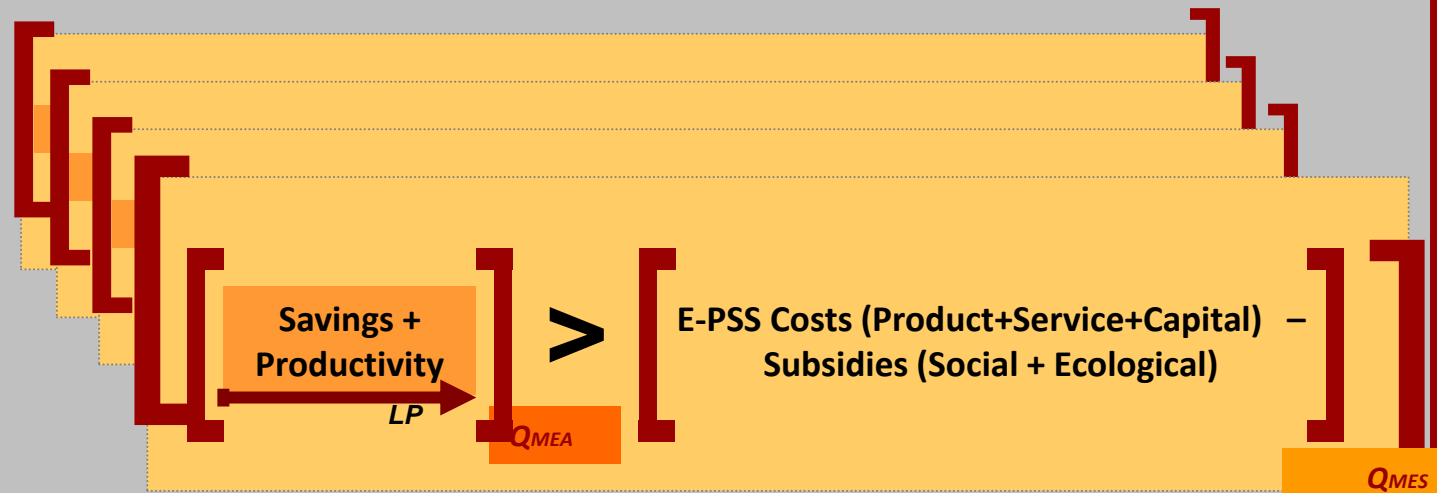 Savings +
Productivity
LP
>
E-PSS Costs (Product+Service+Capital) –
Subsidies (Social + Ecological)
QMEA
QMES